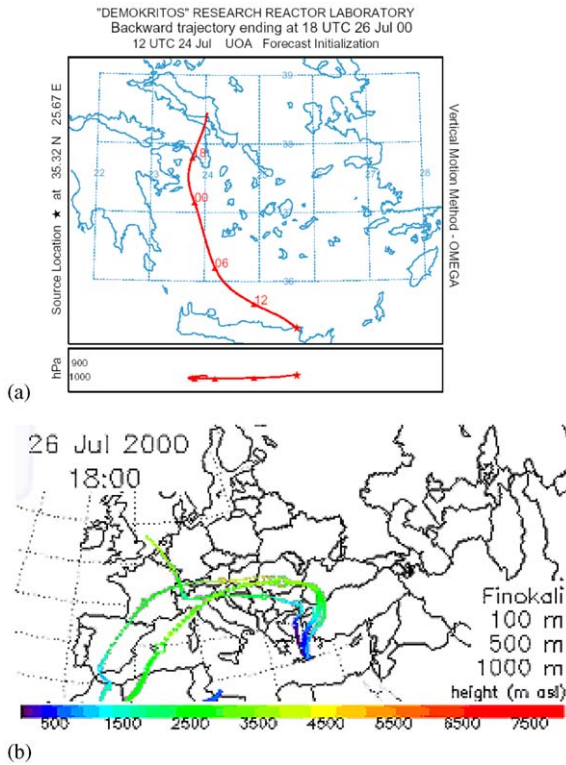 "DEMOKRITOS" RESEARCH REACTOR LABORATORY
Backward trajectory ending at 18 UTC 26 Jul 00
12 UTC 24 Jul UOA Forecast Initialization
Source Location ★ at 35.32 N 25.67 E
Vertical Motion Method - OMEGA
39
38
22
23
24
25
26
27
28
36
18
00
06
12
hPa
900
1000
(a)
26 Jul 2000
18:00
Finokali
100 m
500 m
1000 m
height (m asl)
500 1500 2500 3500 4500 5500 6500 7500
(b)